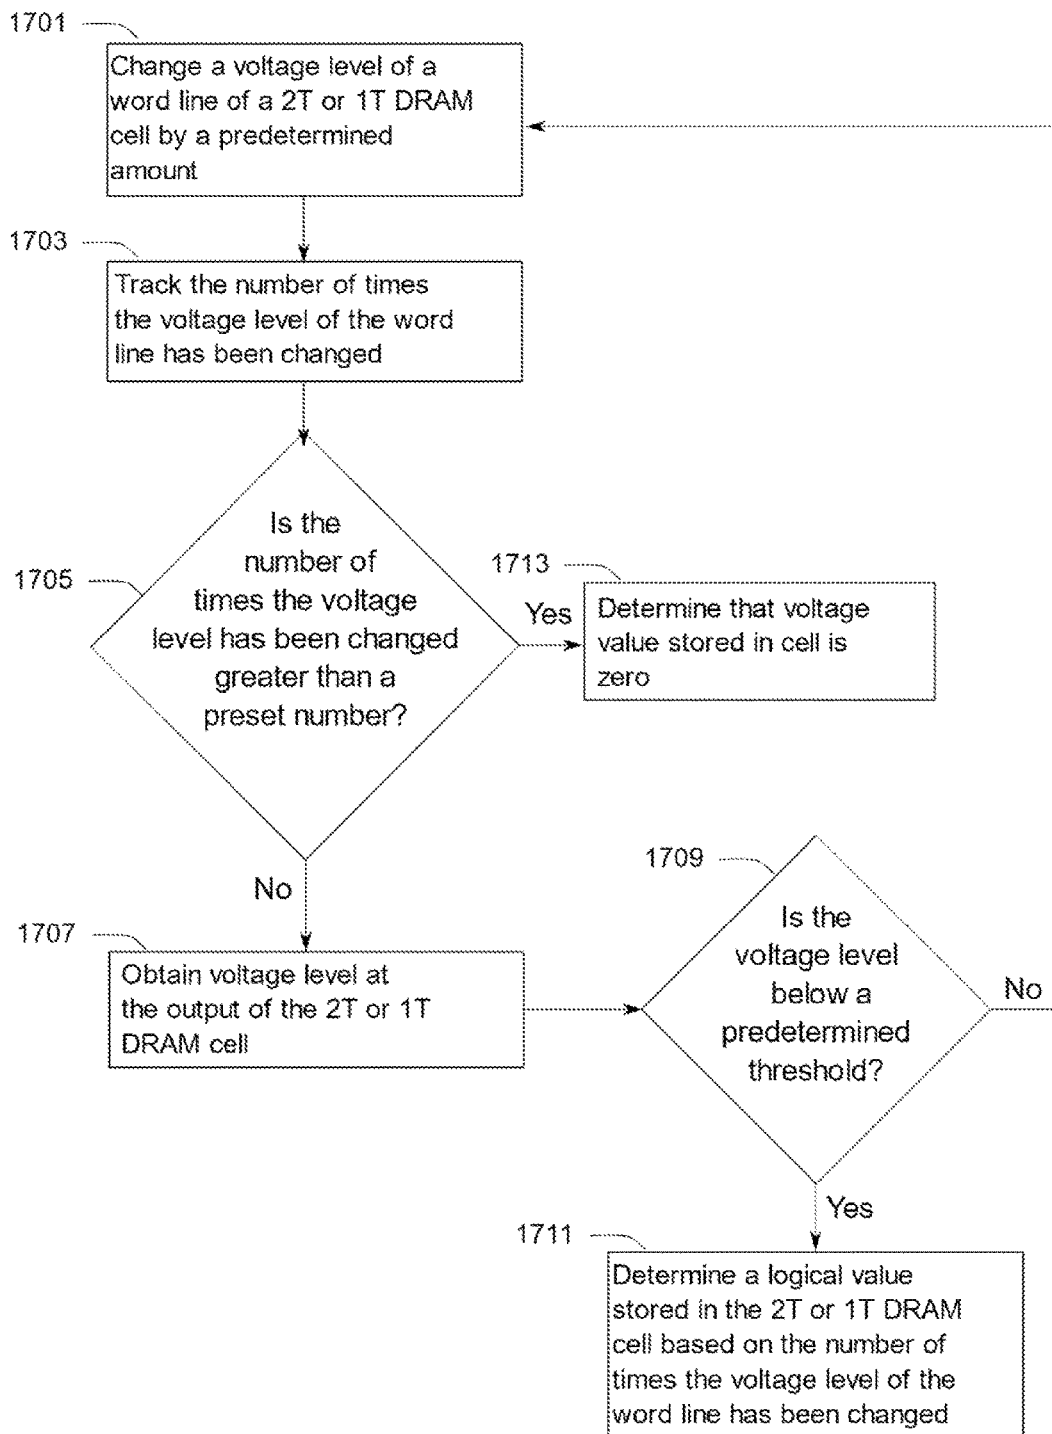 1701
Change a voltage level of a
word line of a 2T or 1T DRAM
cell by a predetermined
amount
1703
Track the number of times
the voltage level of the word
line has been changed
1705
Is the
number of
times the voltage
level has been changed
greater than a
preset number?
Yes
1713
Determine that voltage
value stored in cell is
zero
No
1707
Obtain voltage level at
the output of the 2T or 1T
DRAM cell
1709
Is the
voltage level
below a
predetermined
threshold?
No
Yes
1711
Determine a logical value
stored in the 2T or 1T DRAM
cell based on the number of
times the voltage level of the
word line has been changed